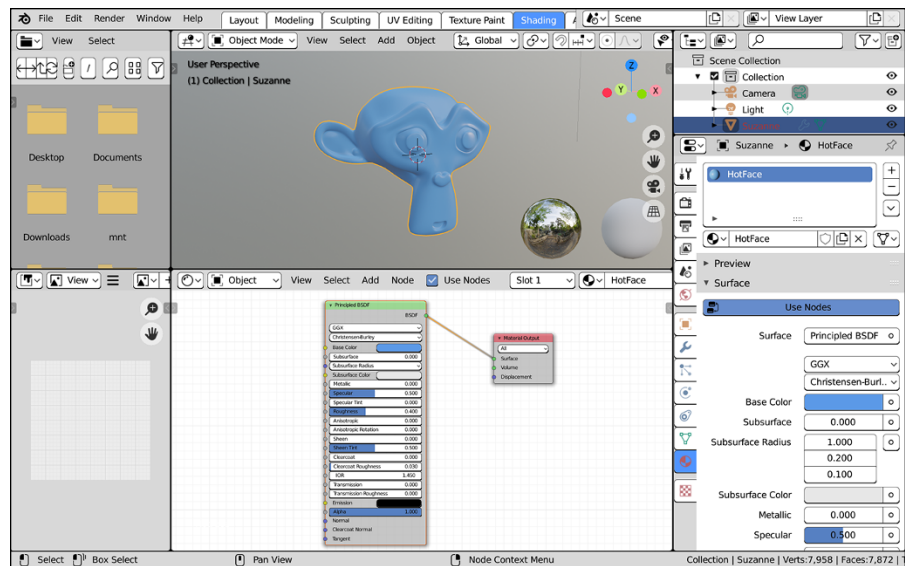 File Edit Render Window Help Layout Modeling Sculpting UV Editing Texture Paint Shading Scene View Layer
View Select
Object Mode View Select Add Object Global
User Perspective
(1) Collection | Suzanne
Z
Y
X
Desktop Documents
Downloads mnt
Scene Collection
Collection
Camera
Light
Suzanne
Suzanne HotFace
HotFace
HotFace
Preview
Surface
Use Nodes
Surface Principled BSDF
GGX
Christensen-Burl..
Base Color
Subsurface 0.000
Subsurface Radius 1.000
0.200
0.100
Subsurface Color
Metallic 0.000
Specular 0.500
View
Object View Select Add Node Use Nodes Slot 1 HotFace
Principled BSDF
BSDF
GGX
Christensen-Burley
Base Color
Subsurface 0.000
Subsurface Radius
Subsurface Color
Metallic 0.000
Specular 0.500
Specular Tint 0.000
Roughness 0.400
Anisotropic 0.000
Anisotropic Rotation 0.000
Sheen 0.000
Sheen Tint 0.500
Clearcoat 0.000
Clearcoat Roughness 0.030
IOR 1.450
Transmission 0.000
Transmission Roughness 0.000
Emission
Alpha 1.000
Normal
Clearcoat Normal
Tangent
Material Output
All
Surface
Volume
Displacement
Select Box Select Pan View Node Context Menu Collection | Suzanne | Verts:7,958 | Faces:7,872 |